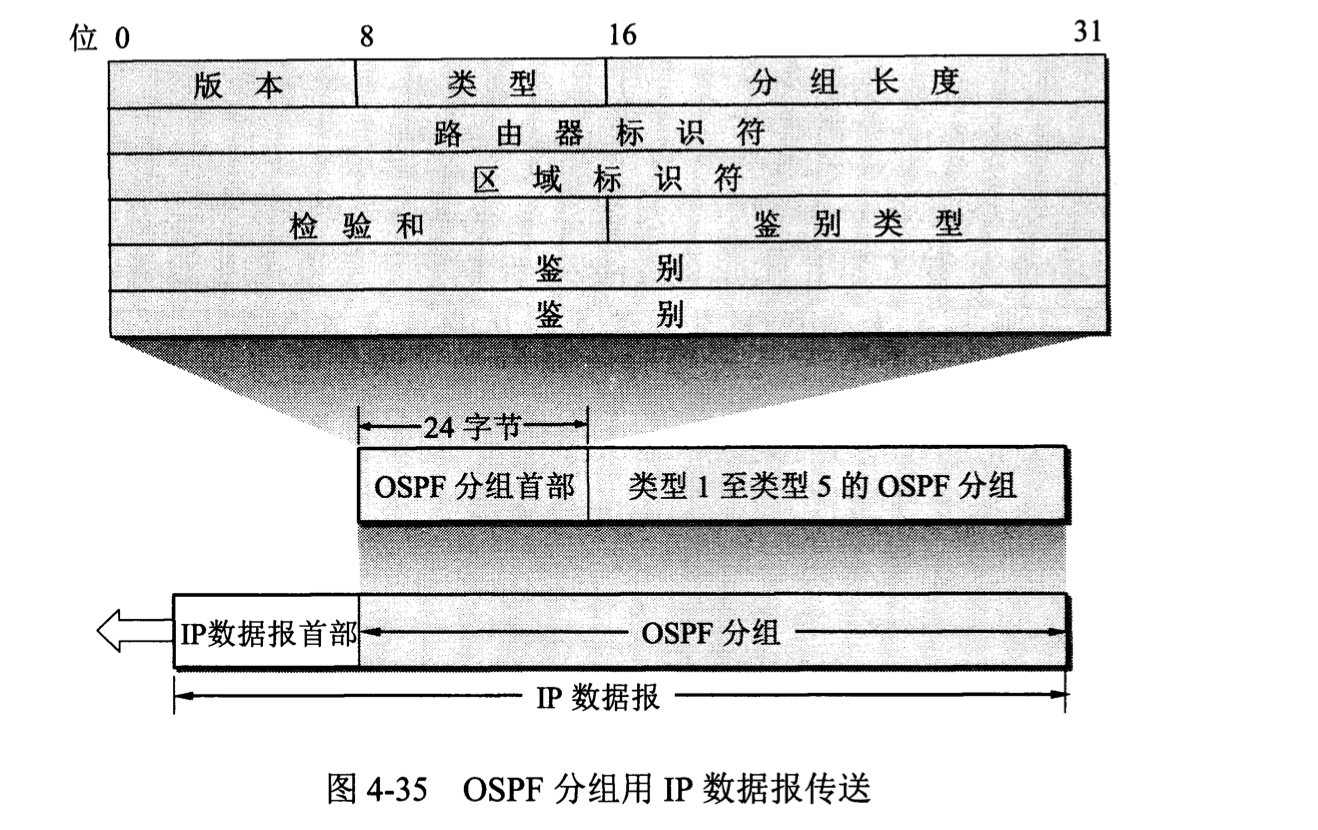 位 0 8 16 31
版本 类型 分组长度
路由器标识符
区域标识符
检验和 鉴别类型
鉴别
鉴别
24 字节
OSPF 分组首部 类型 1 至类型 5 的 OSPF 分组
IP数据报首部 OSPF 分组
IP 数据报
图 4-35 OSPF 分组用 IP 数据报传送